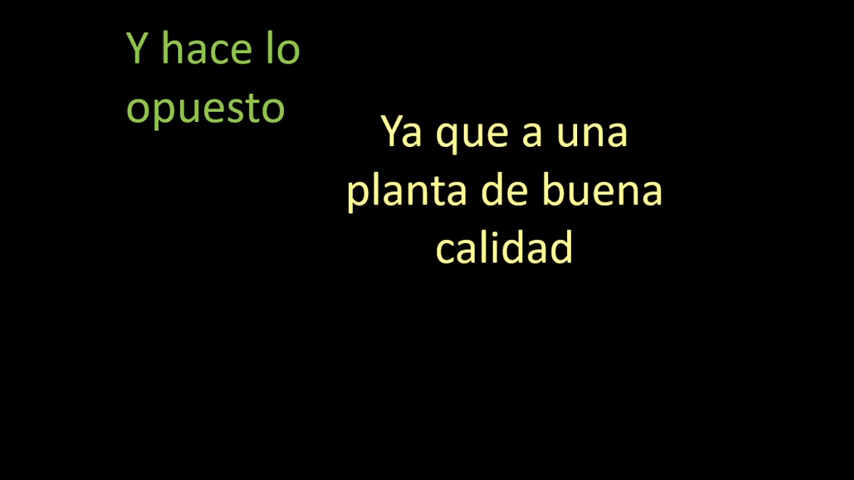 Y hace lo
opuesto
Ya que a una
planta de buena
calidad